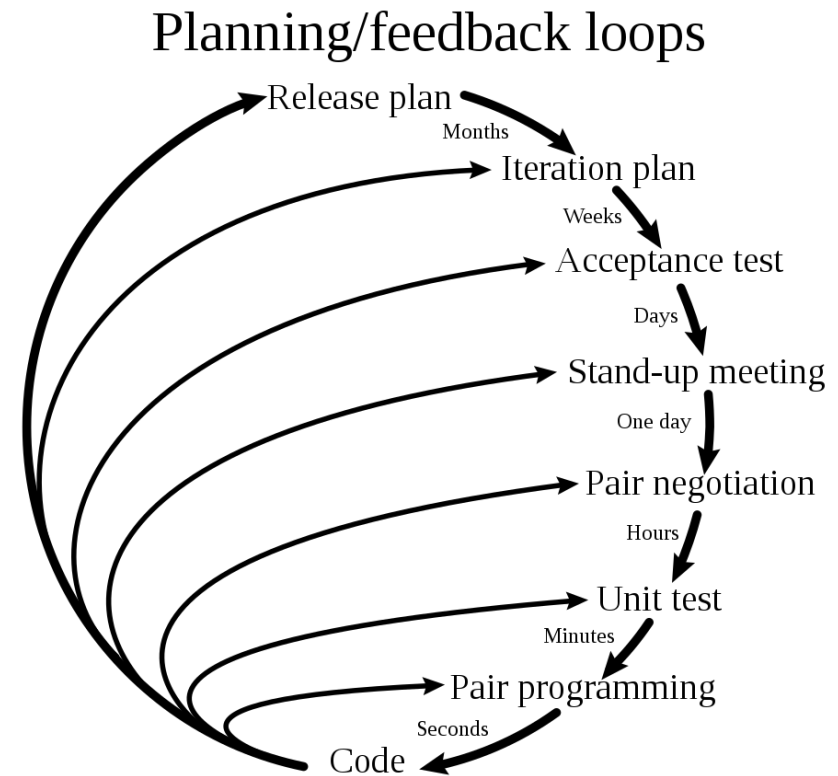 Planning/feedback loops
Release plan
Months
Iteration plan
Weeks
Acceptance test
Days
Stand-up meeting
One day
Pair negotiation
Hours
Unit test
Minutes
Pair programming
Seconds
Code